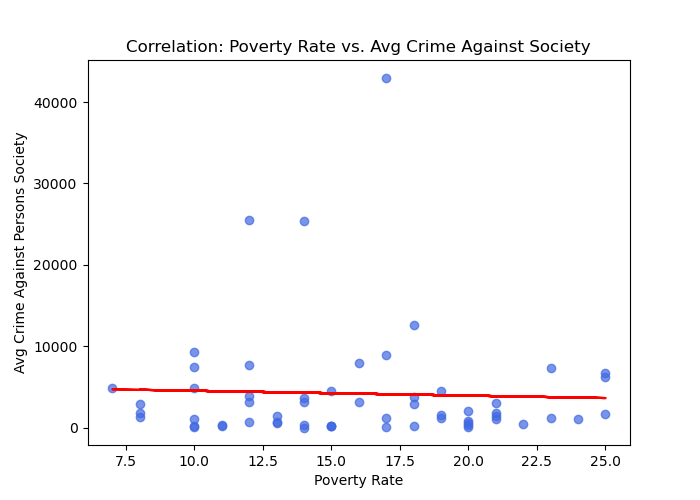 Correlation: Poverty Rate vs. Avg Crime Against Society
Avg Crime Against Persons Society
40000
30000
20000
10000
0
7.5 10.0 12.5 15.0 17.5 20.0 22.5 25.0
Poverty Rate